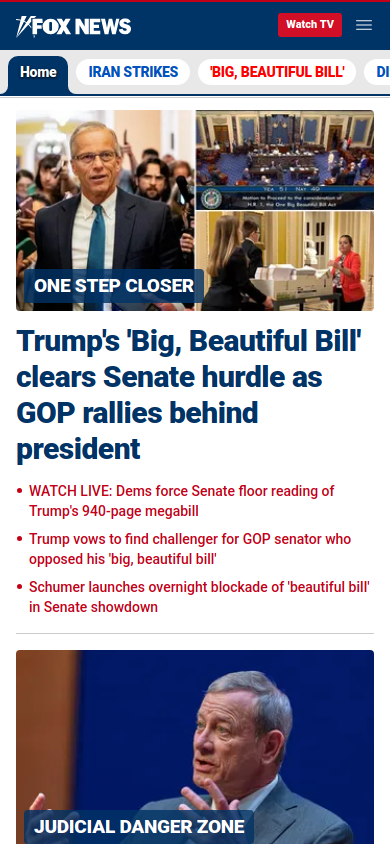 FOX NEWS
Watch TV
Home
IRAN STRIKES
'BIG, BEAUTIFUL BILL'
DI
YEA 51 NAY 49
Motion to Proceed to the consideration of
H.R. 1, the One Big Beautiful Bill Act
ONE STEP CLOSER
Trump's 'Big, Beautiful Bill'
clears Senate hurdle as
GOP rallies behind
president
• WATCH LIVE: Dems force Senate floor reading of
Trump's 940-page megabill
• Trump vows to find challenger for GOP senator who
opposed his 'big, beautiful bill'
• Schumer launches overnight blockade of 'beautiful bill'
in Senate showdown
JUDICIAL DANGER ZONE